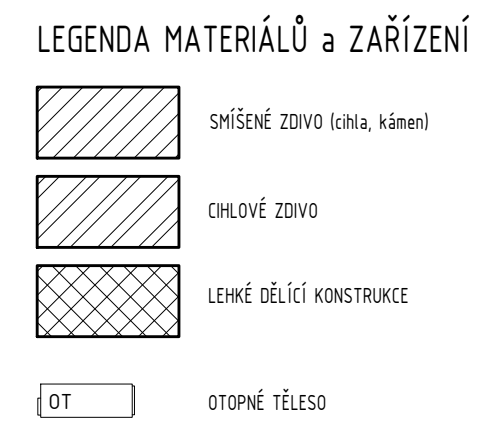 LEGENDA MATERIÁLŮ a ZAŘÍZENÍ
SMÍŠENÉ ZDIVO (cihla, kámen)
CIHLOVÉ ZDIVO
LEHKÉ DĚLÍCÍ KONSTRUKCE
OT OTOPNÉ TĚLESO